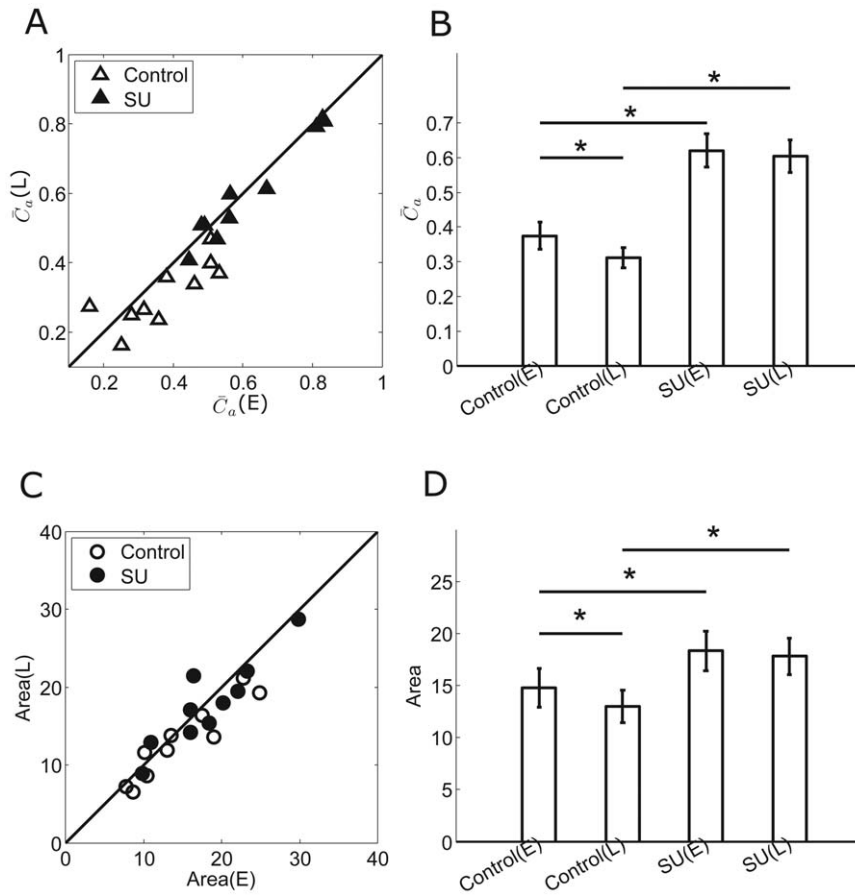 A
1
0.8
0.6
0.4
0.2
C̄a(L)
Control
SU
0.2
0.4
0.6
0.8
1
C̄a(E)
B
0.7
0.6
0.5
0.4
0.3
0.2
0.1
0
C̄a
*
*
*
Control(E)
Control(L)
SU(E)
SU(L)
C
40
30
20
10
0
Area(L)
Control
SU
0
10
20
30
40
Area(E)
D
25
20
15
10
5
0
Area
*
*
*
Control(E)
Control(L)
SU(E)
SU(L)